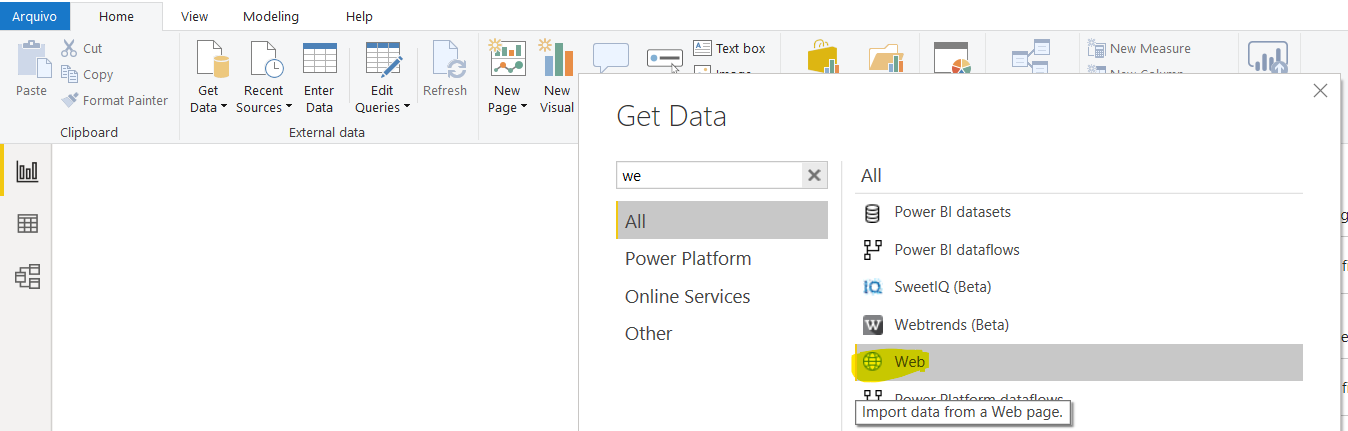 Arquivo Home View Modeling Help
Cut
Copy
Format Painter
Paste
Clipboard
Get Data
Recent Sources
Enter Data
Edit Queries
Refresh
External data
New Page
New Visual
Text box
Image
New Measure
New Column
Get Data
we
All
Power Platform
Online Services
Other
All
Power BI datasets
Power BI dataflows
SweetIQ (Beta)
Webtrends (Beta)
Web
Power Platform dataflows
Import data from a Web page.